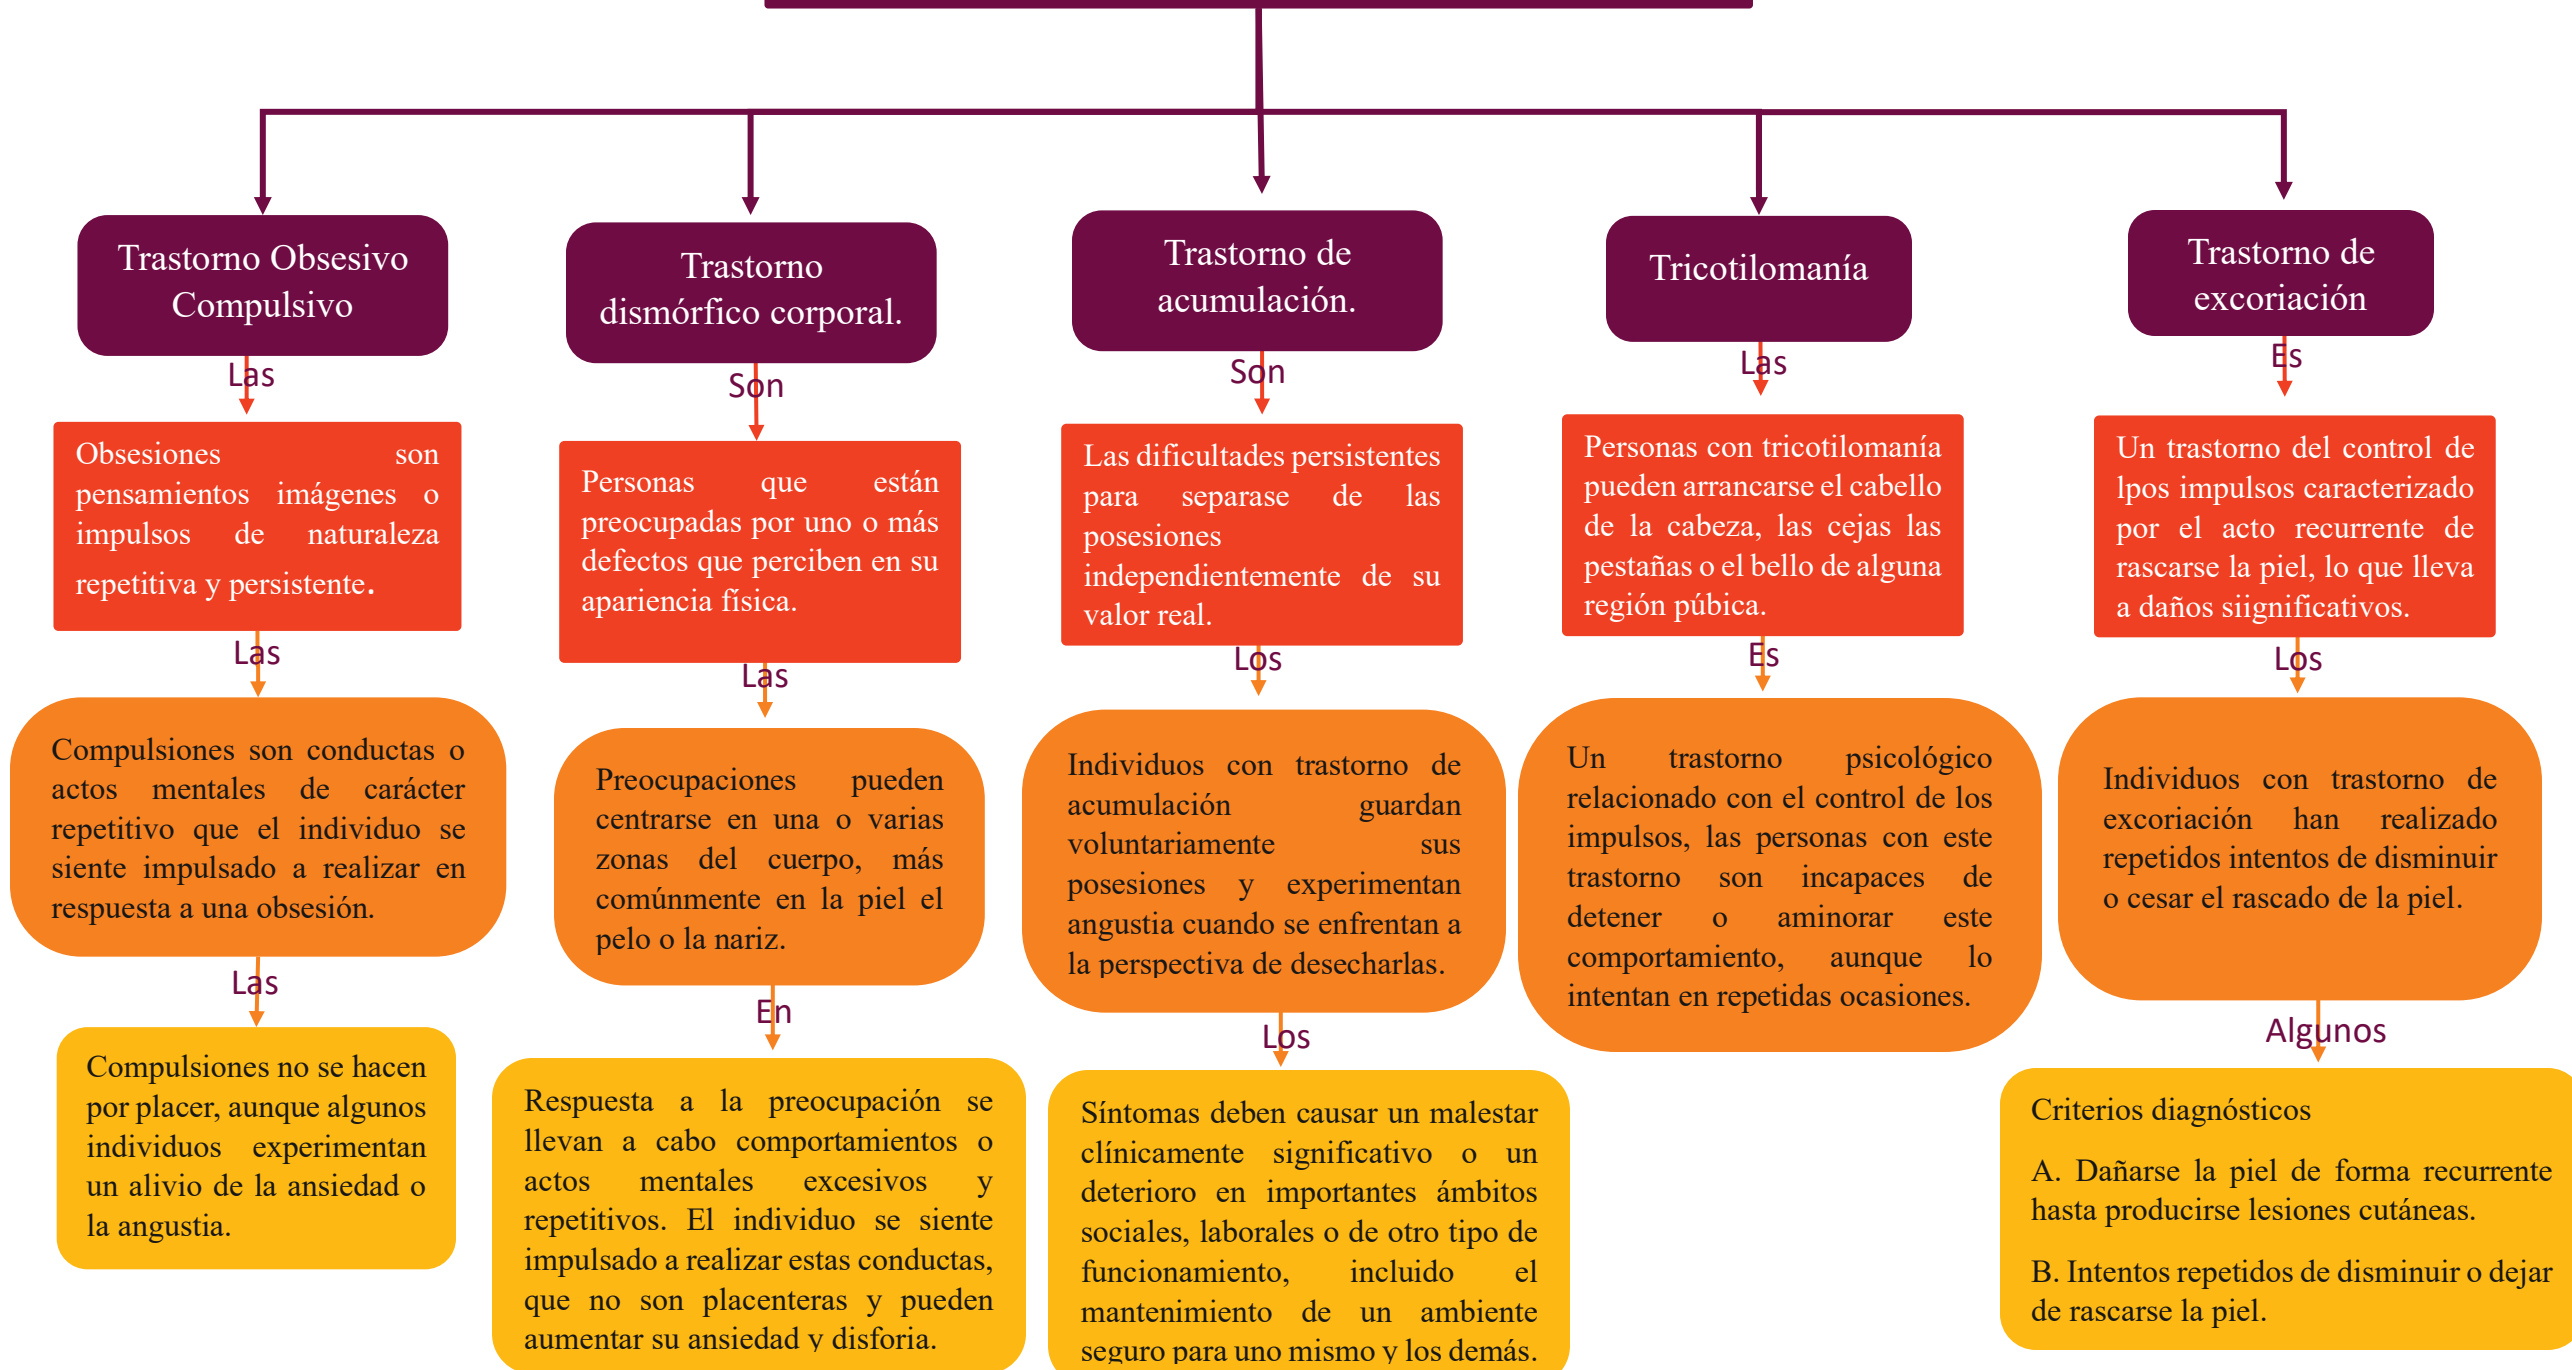 Trastorno Obsesivo
Compulsivo
Las
Obsesiones son
pensamientos imágenes o
impulsos de naturaleza
repetitiva y persistente.
Las
Compulsiones son conductas o
actos mentales de carácter
repetitivo que el individuo se
siente impulsado a realizar en
respuesta a una obsesión.
Las
Compulsiones no se hacen
por placer, aunque algunos
individuos experimentan
un alivio de la ansiedad o
la angustia.
Trastorno
dismórfico corporal.
Son
Personas que están
preocupadas por uno o más
defectos que perciben en su
apariencia física.
Las
Preocupaciones pueden
centrarse en una o varias
zonas del cuerpo, más
comúnmente en la piel el
pelo o la nariz.
En
Respuesta a la preocupación se
llevan a cabo comportamientos o
actos mentales excesivos y
repetitivos. El individuo se siente
impulsado a realizar estas conductas,
que no son placenteras y pueden
aumentar su ansiedad y disforia.
Trastorno de
acumulación.
Son
Las dificultades persistentes
para separase de las
posesiones
independientemente de su
valor real.
Los
Individuos con trastorno de
acumulación guardan
voluntariamente sus
posesiones y experimentan
angustia cuando se enfrentan a
la perspectiva de desecharlas.
Los
Síntomas deben causar un malestar
clínicamente significativo o un
deterioro en importantes ámbitos
sociales, laborales o de otro tipo de
funcionamiento, incluido el
mantenimiento de un ambiente
seguro para uno mismo y los demás.
Tricotilomanía
Las
Personas con tricotilomanía
pueden arrancarse el cabello
de la cabeza, las cejas las
pestañas o el bello de alguna
región púbica.
Es
Un trastorno psicológico
relacionado con el control de los
impulsos, las personas con este
trastorno son incapaces de
detener o aminorar este
comportamiento, aunque lo
intentan en repetidas ocasiones.
Trastorno de
excoriación
Es
Un trastorno del control de
lpos impulsos caracterizado
por el acto recurrente de
rascarse la piel, lo que lleva
a daños siignificativos.
Los
Individuos con trastorno de
excoriación han realizado
repetidos intentos de disminuir
o cesar el rascado de la piel.
Algunos
Criterios diagnósticos
A. Dañarse la piel de forma recurrente
hasta producirse lesiones cutáneas.
B. Intentos repetidos de disminuir o dejar
de rascarse la piel.